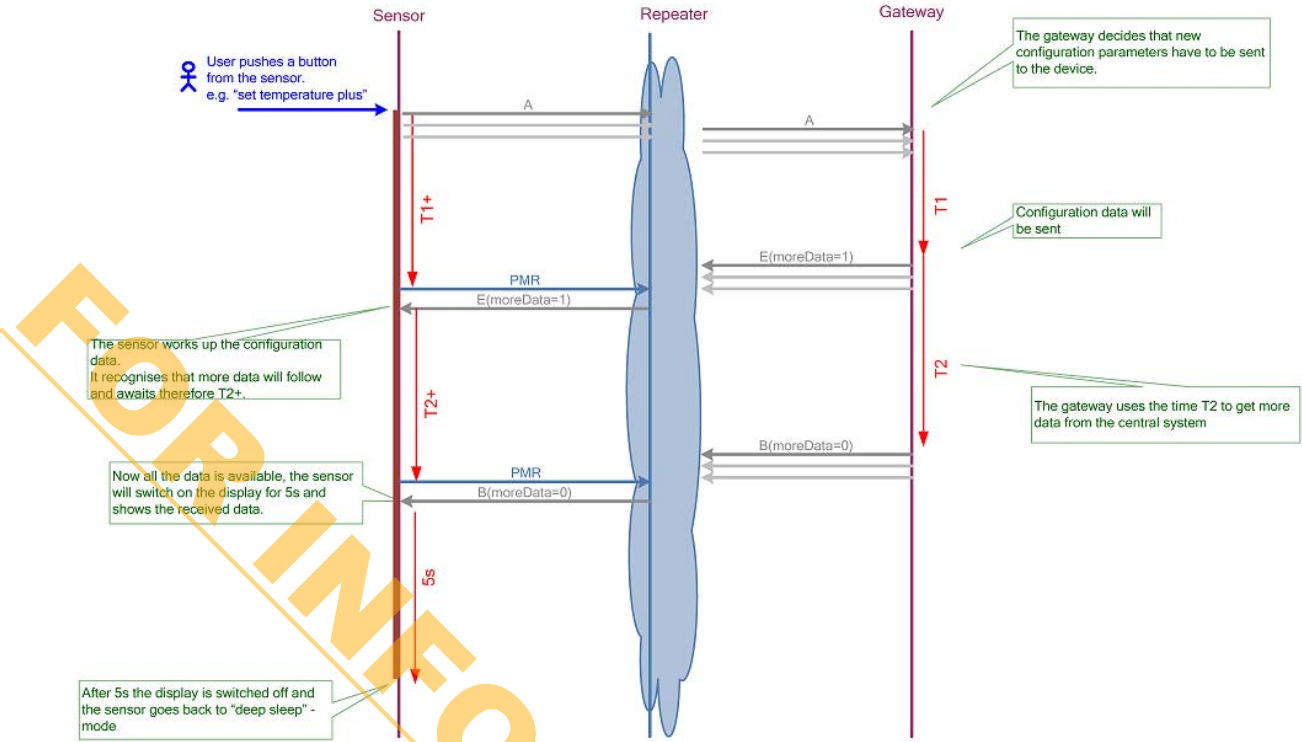 Sensor
Repeater
Gateway
The gateway decides that new
configuration parameters have to be sent
to the device.
User pushes a button
from the sensor.
e.g. “set temperature plus”
A
A
T1+
T1
Configuration data will
be sent
E(moreData=1)
PMR
E(moreData=1)
The sensor works up the configuration
data.
It recognises that more data will follow
and awaits therefore T2+.
T2+
T2
The gateway uses the time T2 to get more
data from the central system
B(moreData=0)
PMR
B(moreData=0)
Now all the data is available, the sensor
will switch on the display for 5s and
shows the received data.
5s
After 5s the display is switched off and
the sensor goes back to “deep sleep” -
mode
FOR INFO